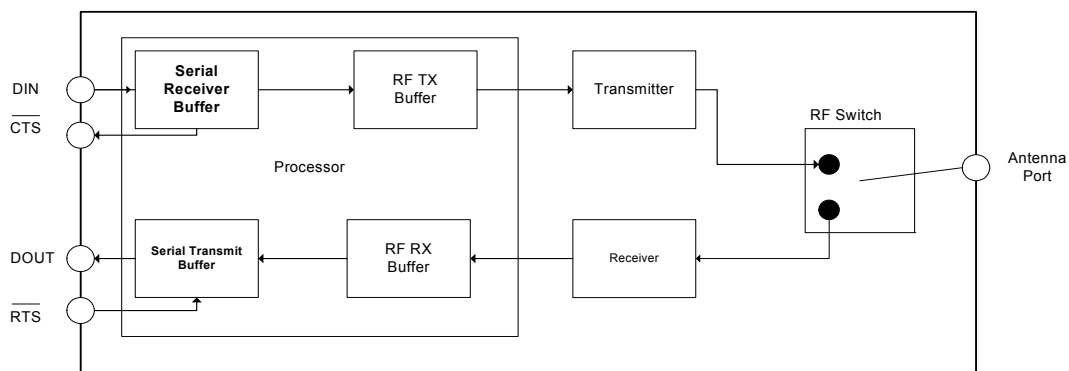 DIN
CTS
Serial
Receiver
Buffer
RF TX
Buffer
Transmitter
RF Switch
Antenna
Port
Processor
DOUT
RTS
Serial Transmit
Buffer
RF RX
Buffer
Receiver